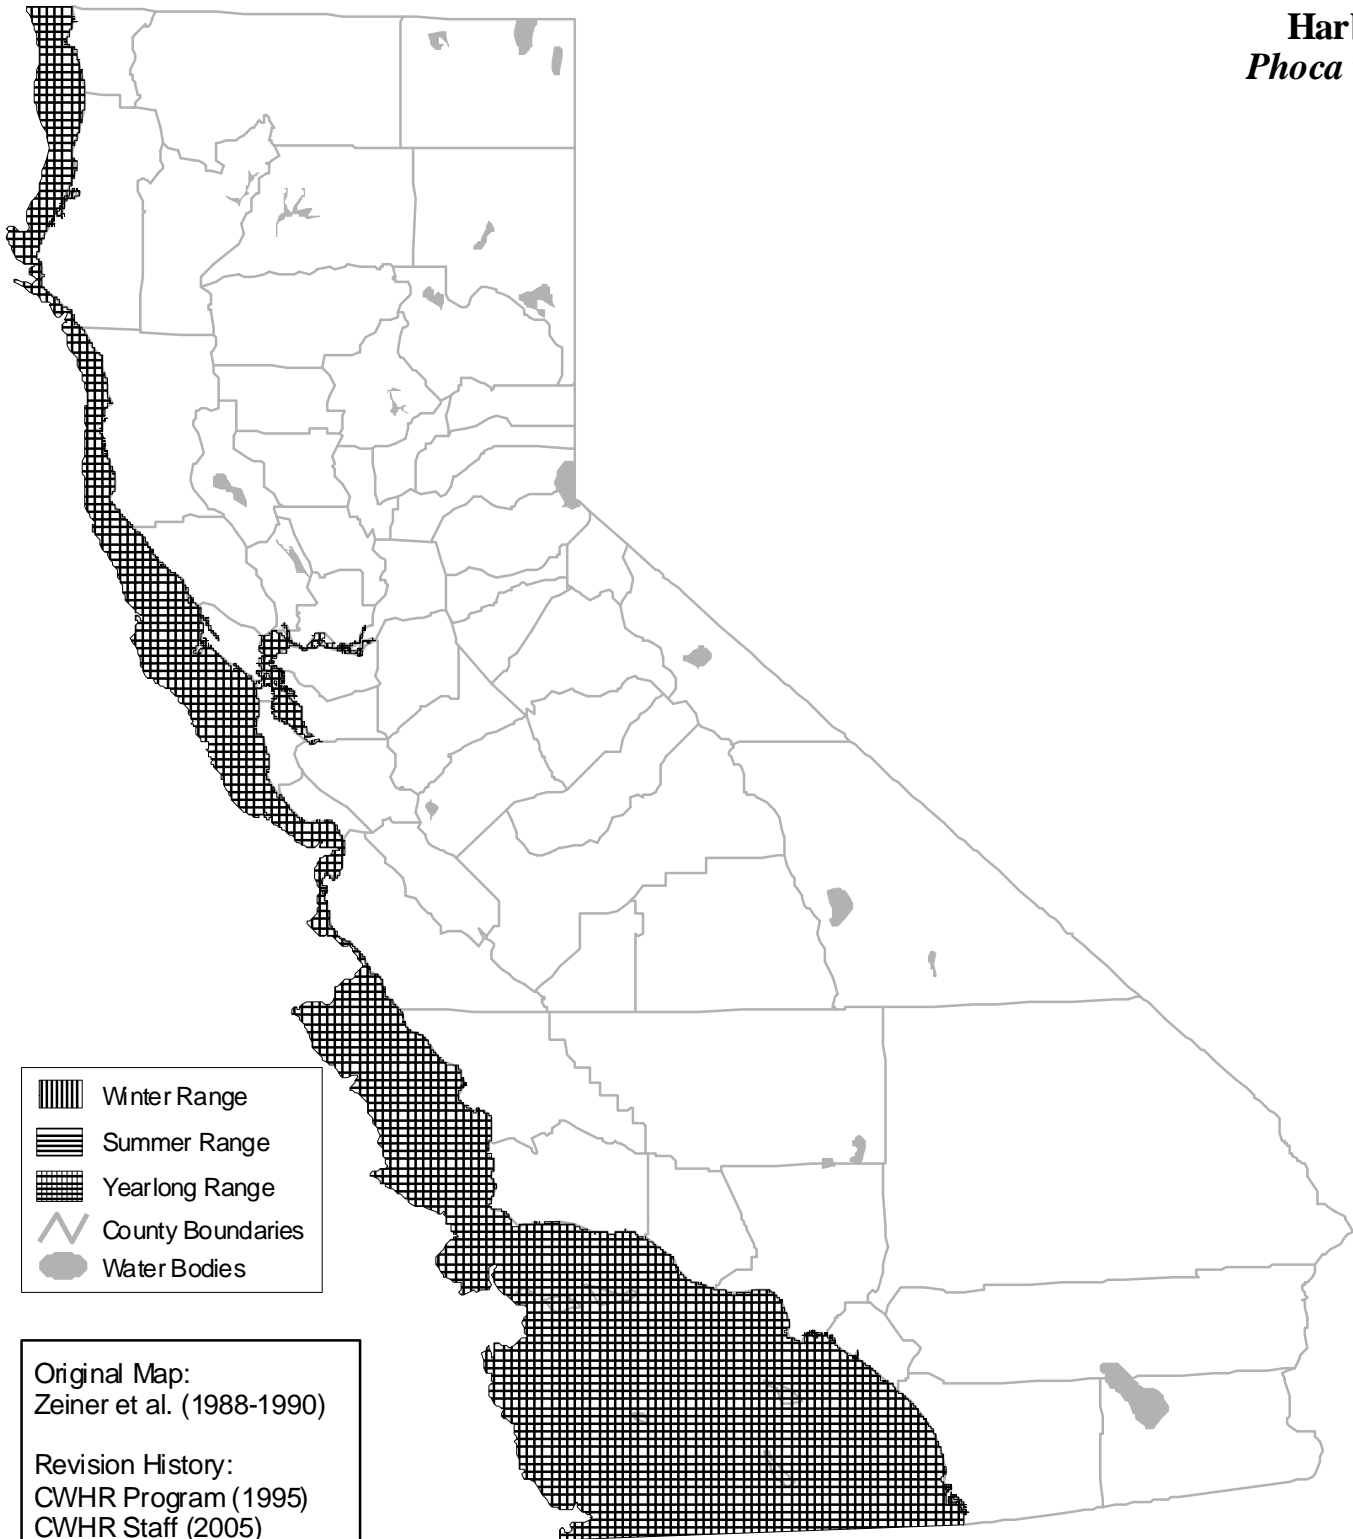 Harb
Phoca
Winter Range
Summer Range
Yearlong Range
County Boundaries
Water Bodies
Original Map:
Zeiner et al. (1988-1990)
Revision History:
CWHR Program (1995)
CWHR Staff (2005)